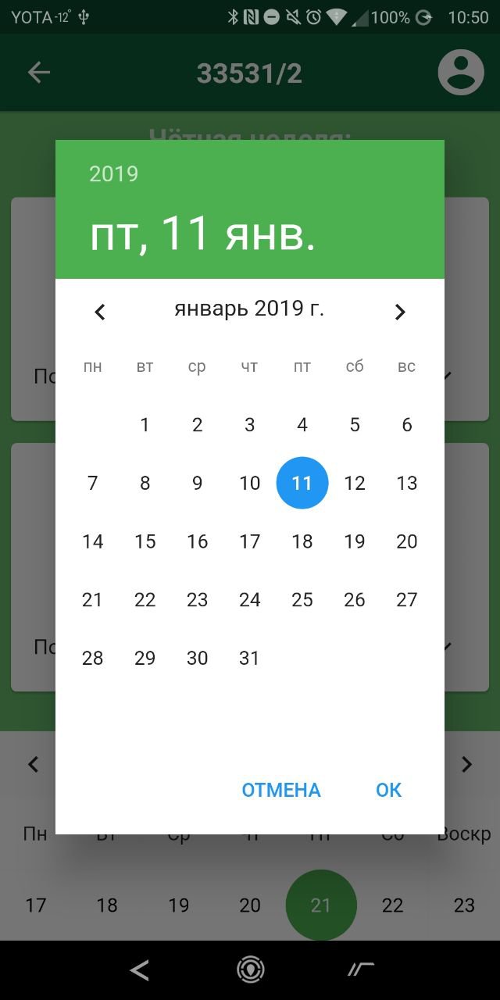 YOTA -12° 100% 10:50
33531/2
Чётная неделя:
2019
пт, 11 янв.
январь 2019 г.
пн вт ср чт пт сб вс
1 2 3 4 5 6
7 8 9 10 11 12 13
14 15 16 17 18 19 20
21 22 23 24 25 26 27
28 29 30 31
По
По
ОТМЕНА ОК
Пн Вт Ср Чт Пт Сб Воскр
17 18 19 20 21 22 23